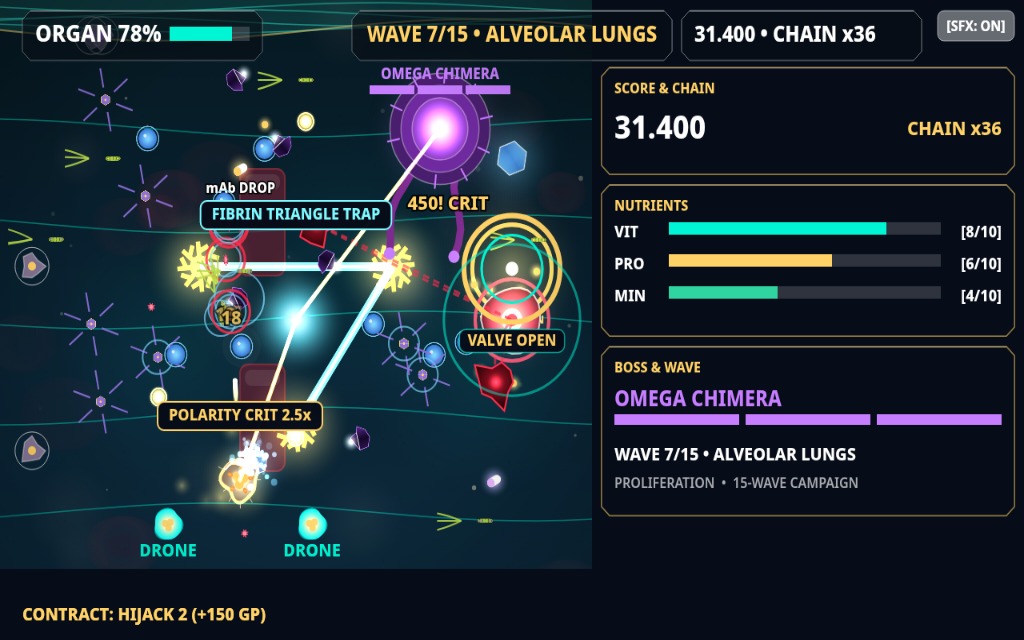 ORGAN 78%
WAVE 7/15 • ALVEOLAR LUNGS
31.400 • CHAIN x36
[SFX: ON]
OMEGA CHIMERA
mAb DROP
FIBRIN TRIANGLE TRAP
450! CRIT
18
VALVE OPEN
POLARITY CRIT 2.5x
DRONE
DRONE
SCORE & CHAIN
31.400
CHAIN x36
NUTRIENTS
VIT [8/10]
PRO [6/10]
MIN [4/10]
BOSS & WAVE
OMEGA CHIMERA
WAVE 7/15 • ALVEOLAR LUNGS
PROLIFERATION • 15-WAVE CAMPAIGN
CONTRACT: HIJACK 2 (+150 GP)